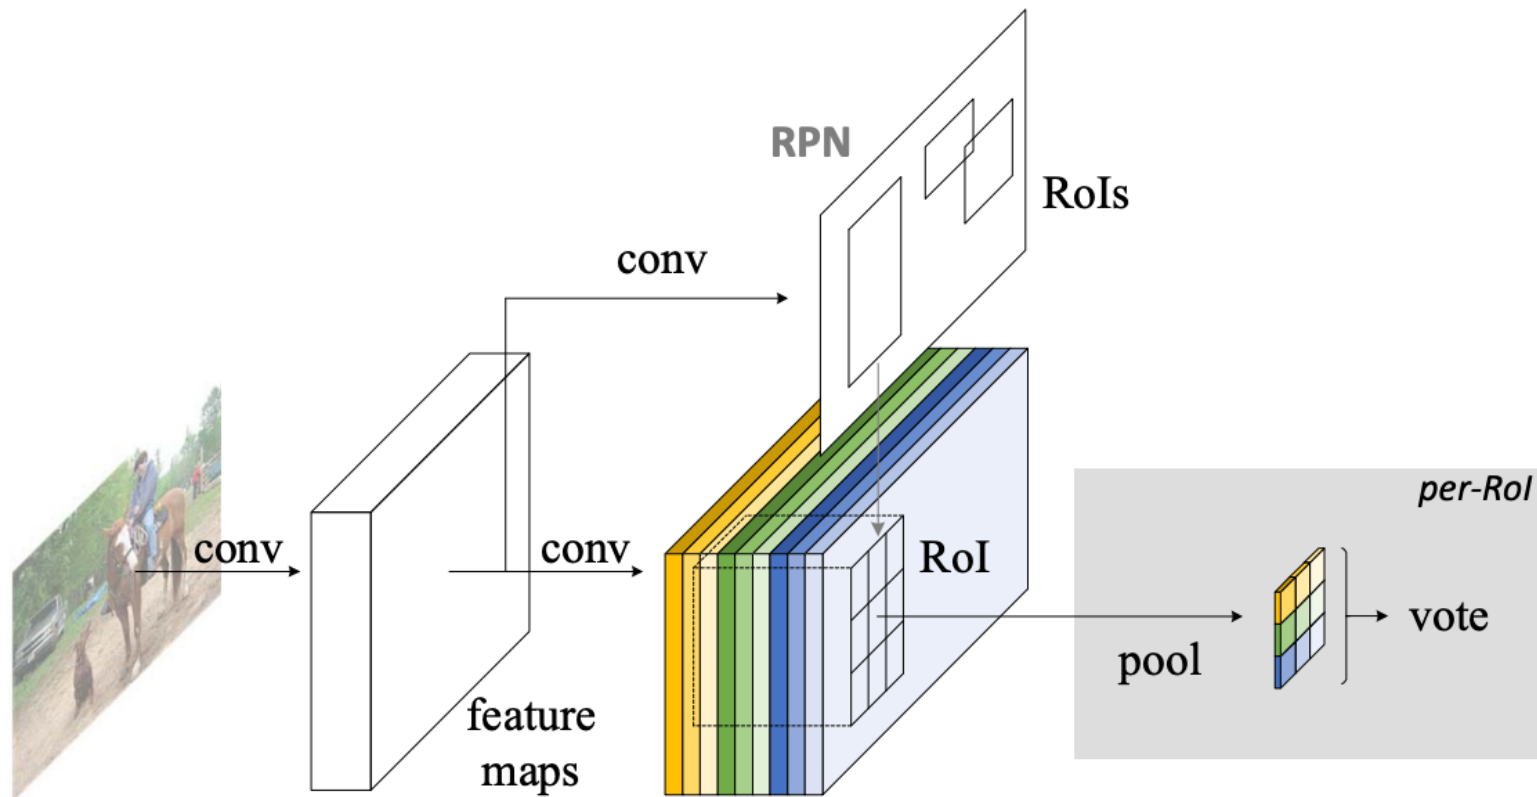 RPN
RoIs
conv
per-RoI
conv
conv
RoI
vote
pool
feature
maps